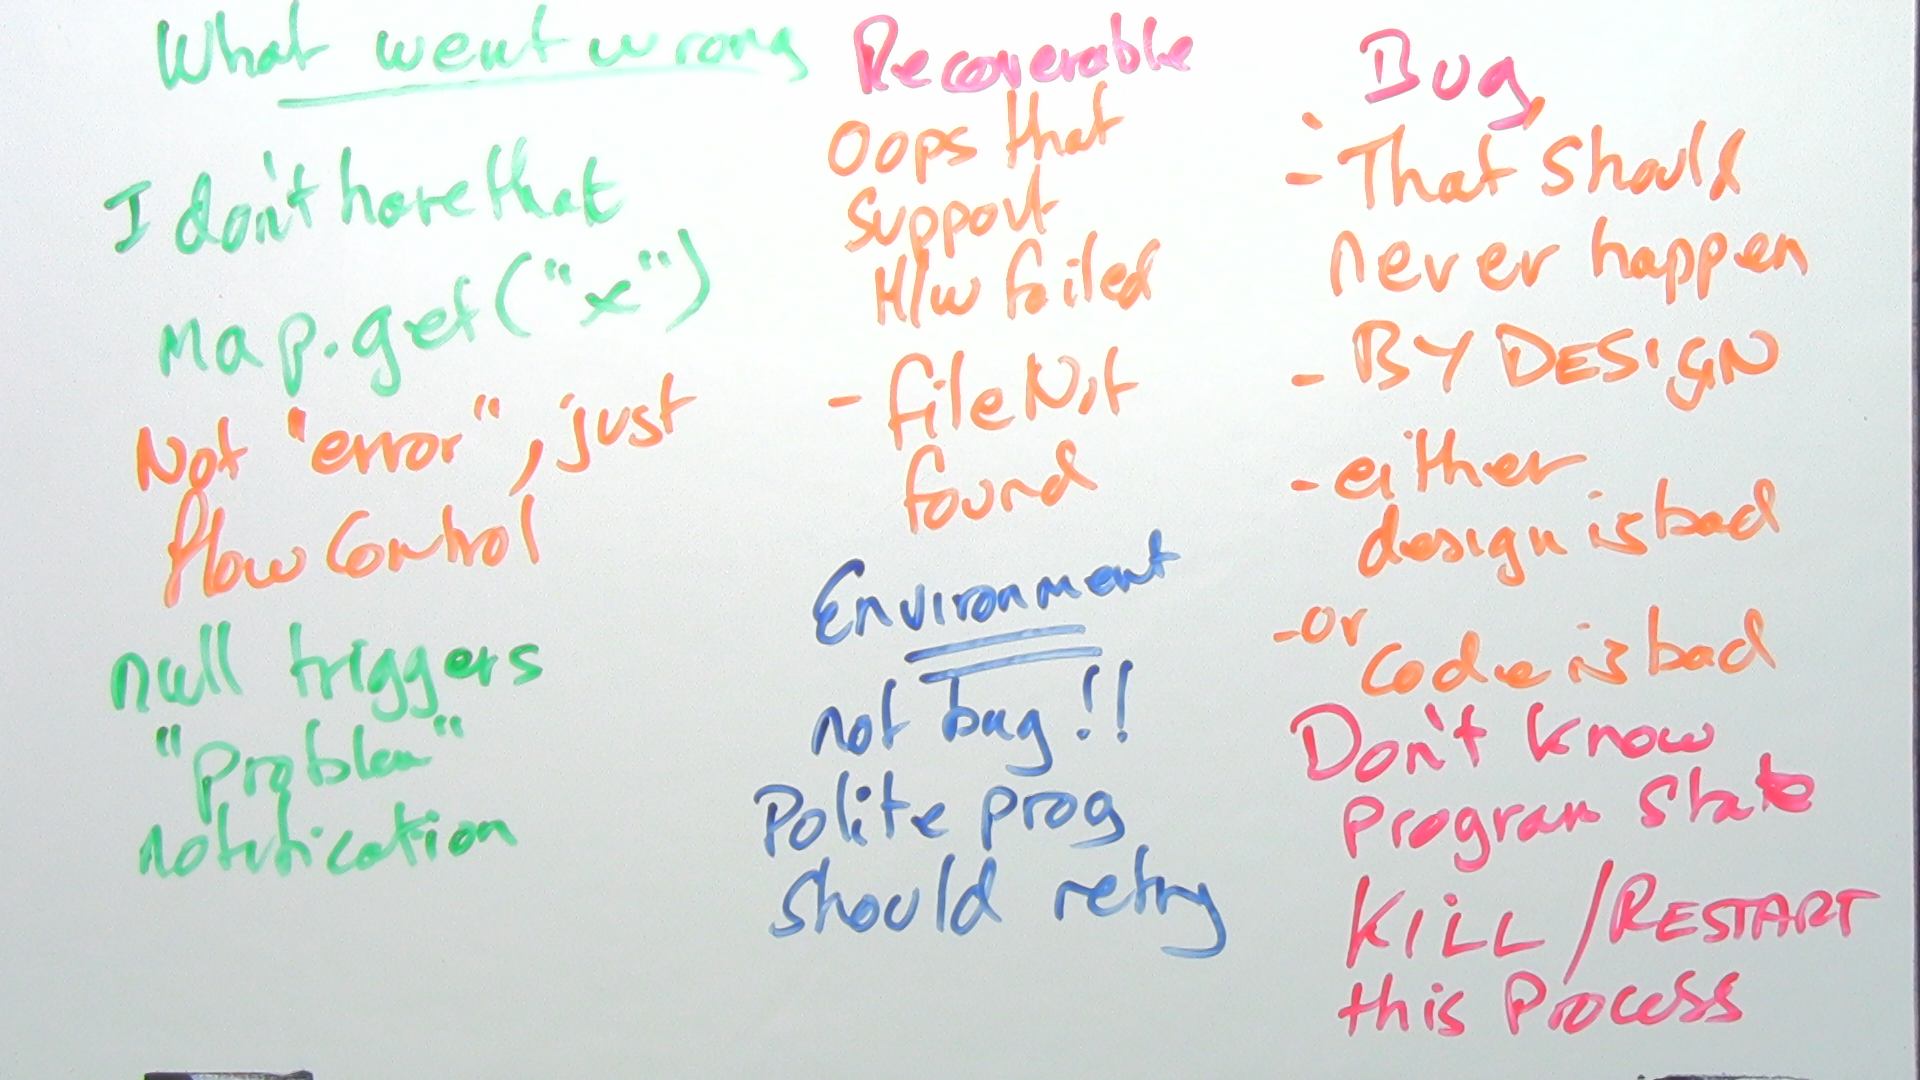 What went wrong
I don't have that
Map.get("x")
Not "error", just
flow control
null triggers
"problem"
notification
Recoverable
Oops that
support
H/W failed
- file Not
found
Environment
not bug!!
Polite prog
should retry
Bug
- That should
never happen
- BY DESIGN
- either
design is bad
- or
code is bad
Don't know
program state
KILL/RESTART
this Process